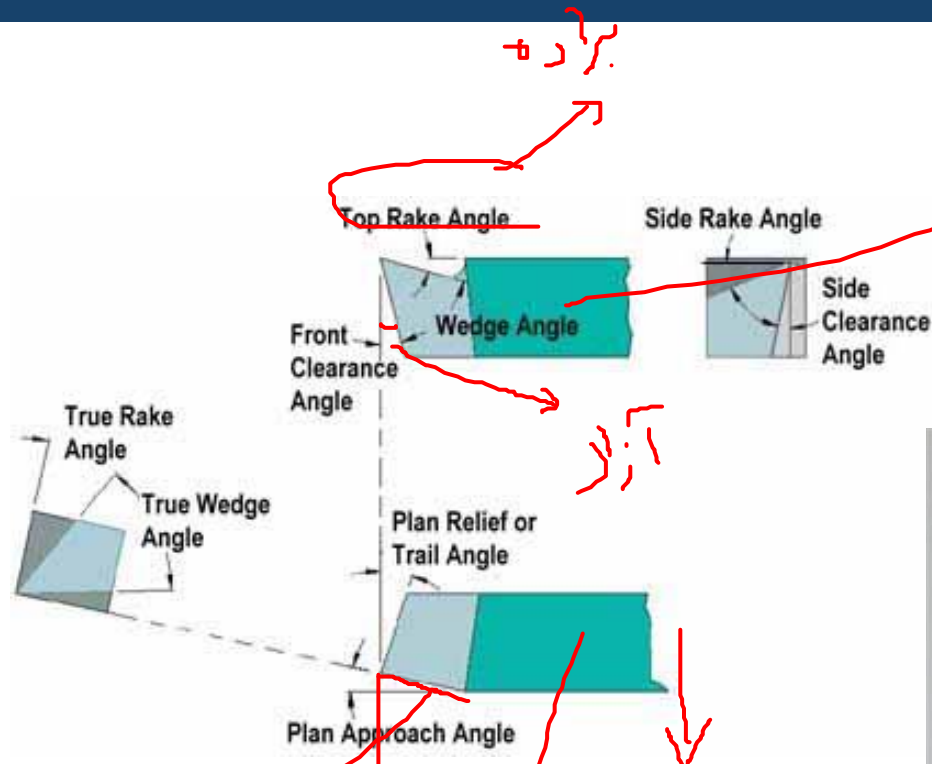 Top Rake Angle
Side Rake Angle
Wedge Angle
Side
Clearance
Angle
Front
Clearance
Angle
True Rake
Angle
True Wedge
Angle
Plan Relief or
Trail Angle
Plan Approach Angle